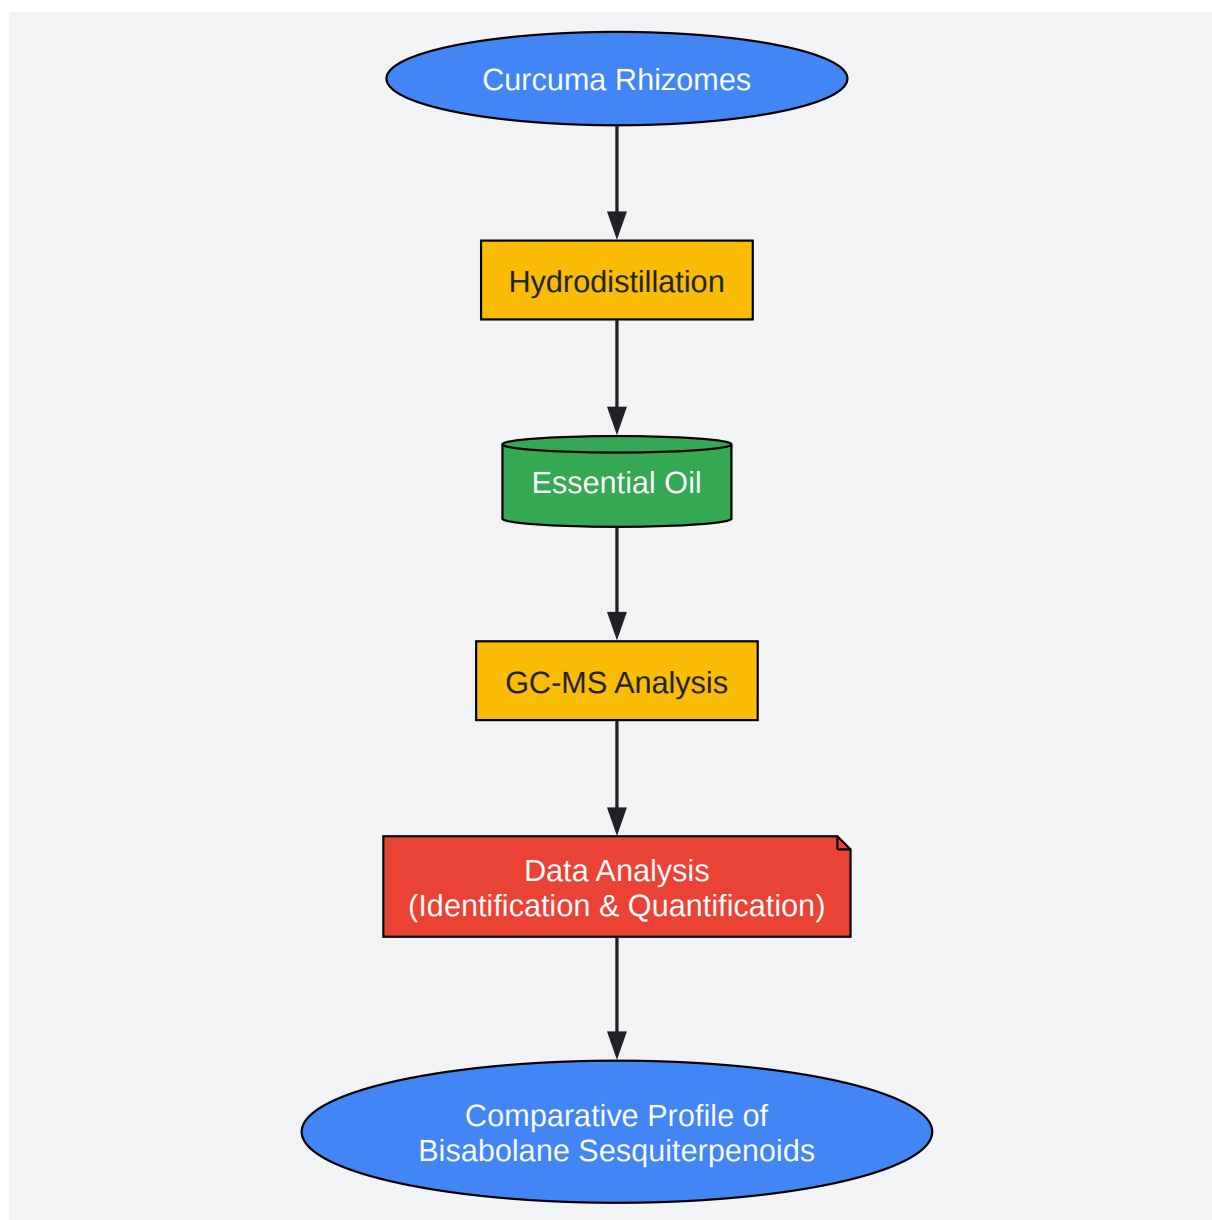 Curcuma Rhizomes
Hydrodistillation
Essential Oil
GC-MS Analysis
Data Analysis
(Identification & Quantification)
Comparative Profile of
Bisabolane Sesquiterpenoids